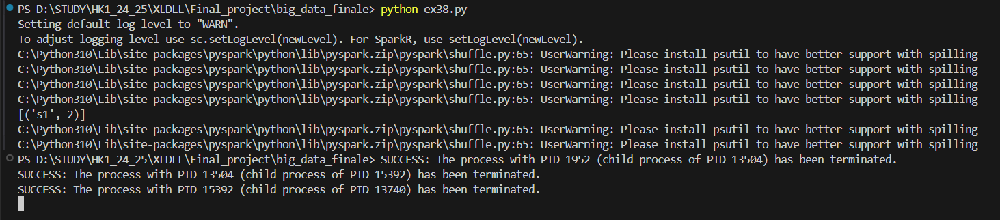 PS D:\STUDY\HK1_24_25\XLDLL\Final_project\big_data_finale> python ex38.py
Setting default log level to "WARN".
To adjust logging level use sc.setLogLevel(newLevel). For SparkR, use setLogLevel(newLevel).
C:\Python310\Lib\site-packages\pyspark\python\lib\pyspark.zip\pyspark\shuffle.py:65: UserWarning: Please install psutil to have better support with spilling
C:\Python310\Lib\site-packages\pyspark\python\lib\pyspark.zip\pyspark\shuffle.py:65: UserWarning: Please install psutil to have better support with spilling
C:\Python310\Lib\site-packages\pyspark\python\lib\pyspark.zip\pyspark\shuffle.py:65: UserWarning: Please install psutil to have better support with spilling
C:\Python310\Lib\site-packages\pyspark\python\lib\pyspark.zip\pyspark\shuffle.py:65: UserWarning: Please install psutil to have better support with spilling
[('s1', 2)]
C:\Python310\Lib\site-packages\pyspark\python\lib\pyspark.zip\pyspark\shuffle.py:65: UserWarning: Please install psutil to have better support with spilling
C:\Python310\Lib\site-packages\pyspark\python\lib\pyspark.zip\pyspark\shuffle.py:65: UserWarning: Please install psutil to have better support with spilling
PS D:\STUDY\HK1_24_25\XLDLL\Final_project\big_data_finale> SUCCESS: The process with PID 1952 (child process of PID 13504) has been terminated.
SUCCESS: The process with PID 13504 (child process of PID 15392) has been terminated.
SUCCESS: The process with PID 15392 (child process of PID 13740) has been terminated.